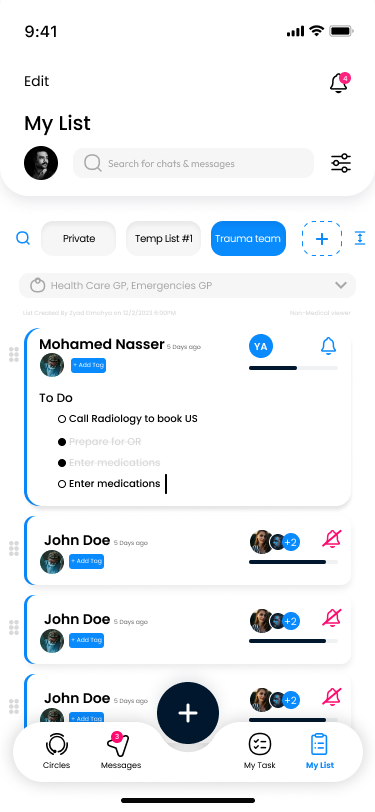 9:41
Edit
4
My List
Search for chats & messages
Private
Temp List #1
Trauma team
+
Health Care GP, Emergencies GP
List Created By Zyad Elmahyo on 12/2/2023 6:30PM
Non-Medical viewer
Mohamed Nasser 5 Days ago
YA
+ Add Tag
To Do
Call Radiology to book US
Prepare for OR
Enter medications
Enter medications
John Doe 5 Days ago
+2
+ Add Tag
John Doe 5 Days ago
+2
+ Add Tag
John Doe 5 Days ago
+2
+ Add Tag
+
3
Circles
Messages
My Task
My List